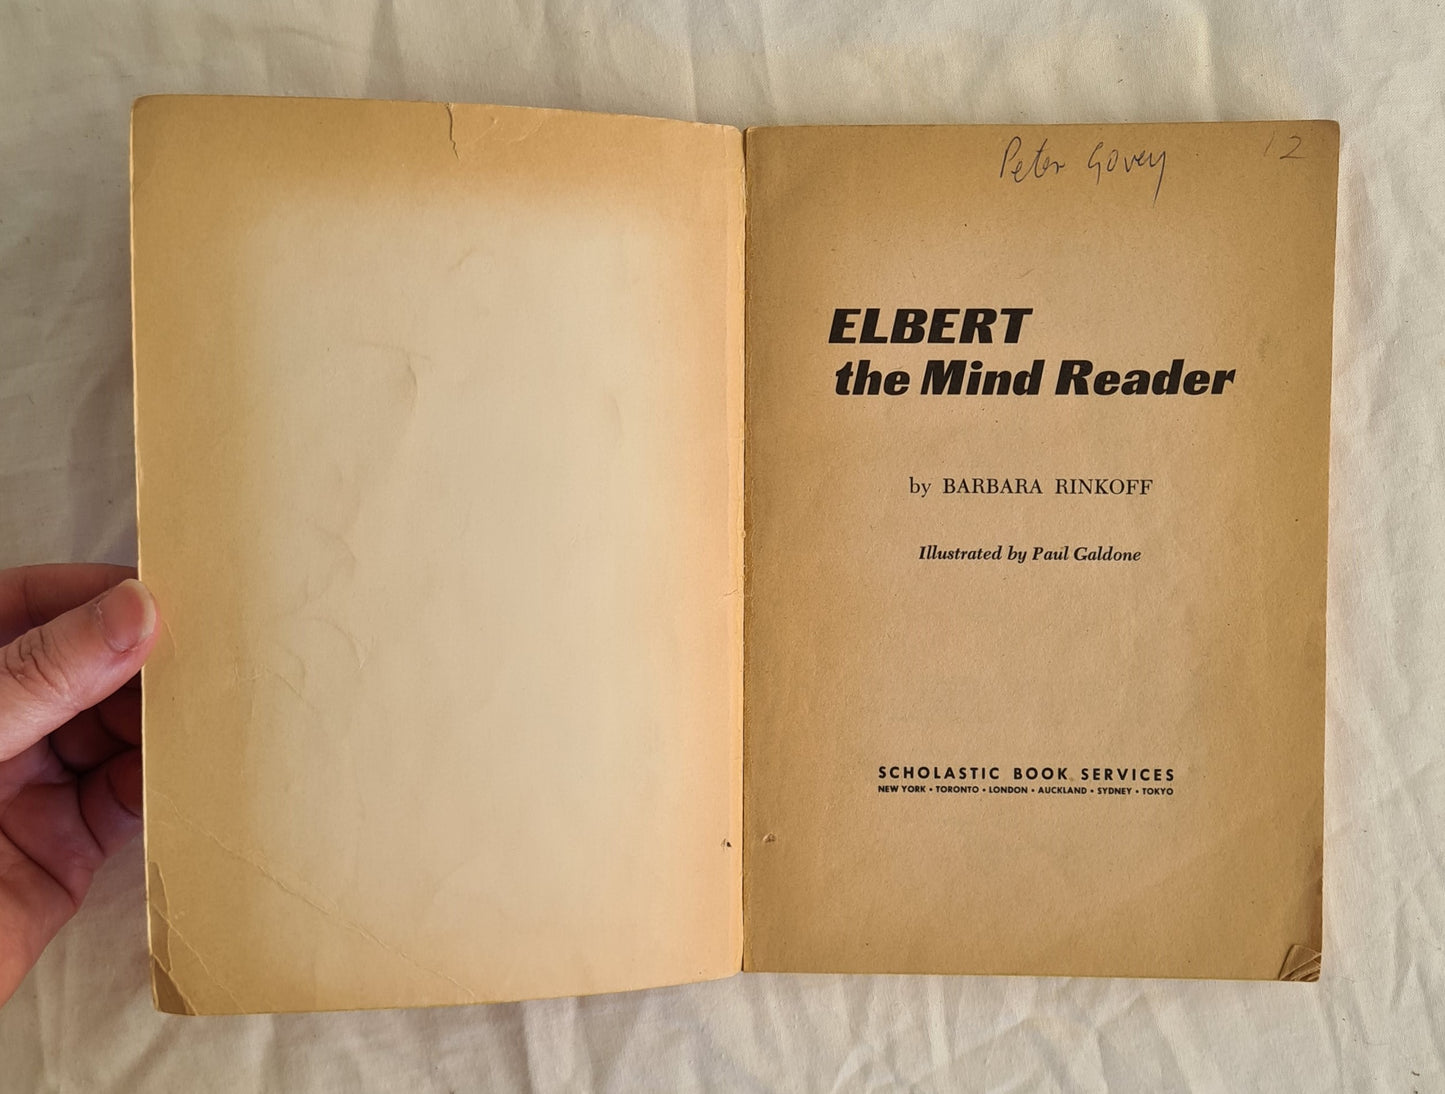 Peter Govey 12
ELBERT
the Mind Reader
by BARBARA RINKOFF
Illustrated by Paul Galdone
SCHOLASTIC BOOK SERVICES
NEW YORK • TORONTO • LONDON • AUCKLAND • SYDNEY • TOKYO